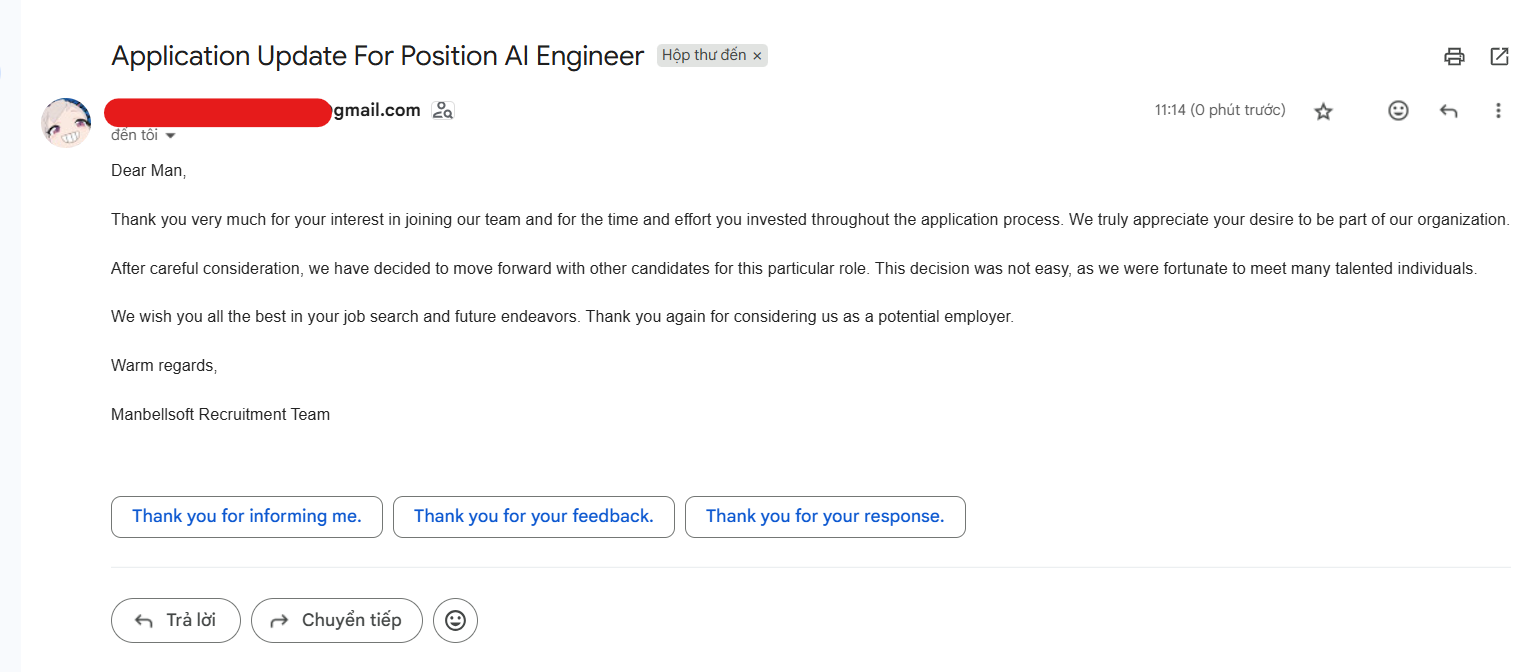 Application Update For Position AI Engineer Hộp thư đến ×
gmail.com
11:14 (0 phút trước)
đến tôi
Dear Man,
Thank you very much for your interest in joining our team and for the time and effort you invested throughout the application process. We truly appreciate your desire to be part of our organization.
After careful consideration, we have decided to move forward with other candidates for this particular role. This decision was not easy, as we were fortunate to meet many talented individuals.
We wish you all the best in your job search and future endeavors. Thank you again for considering us as a potential employer.
Warm regards,
Manbellsoft Recruitment Team
Thank you for informing me. Thank you for your feedback. Thank you for your response.
Trả lời Chuyển tiếp